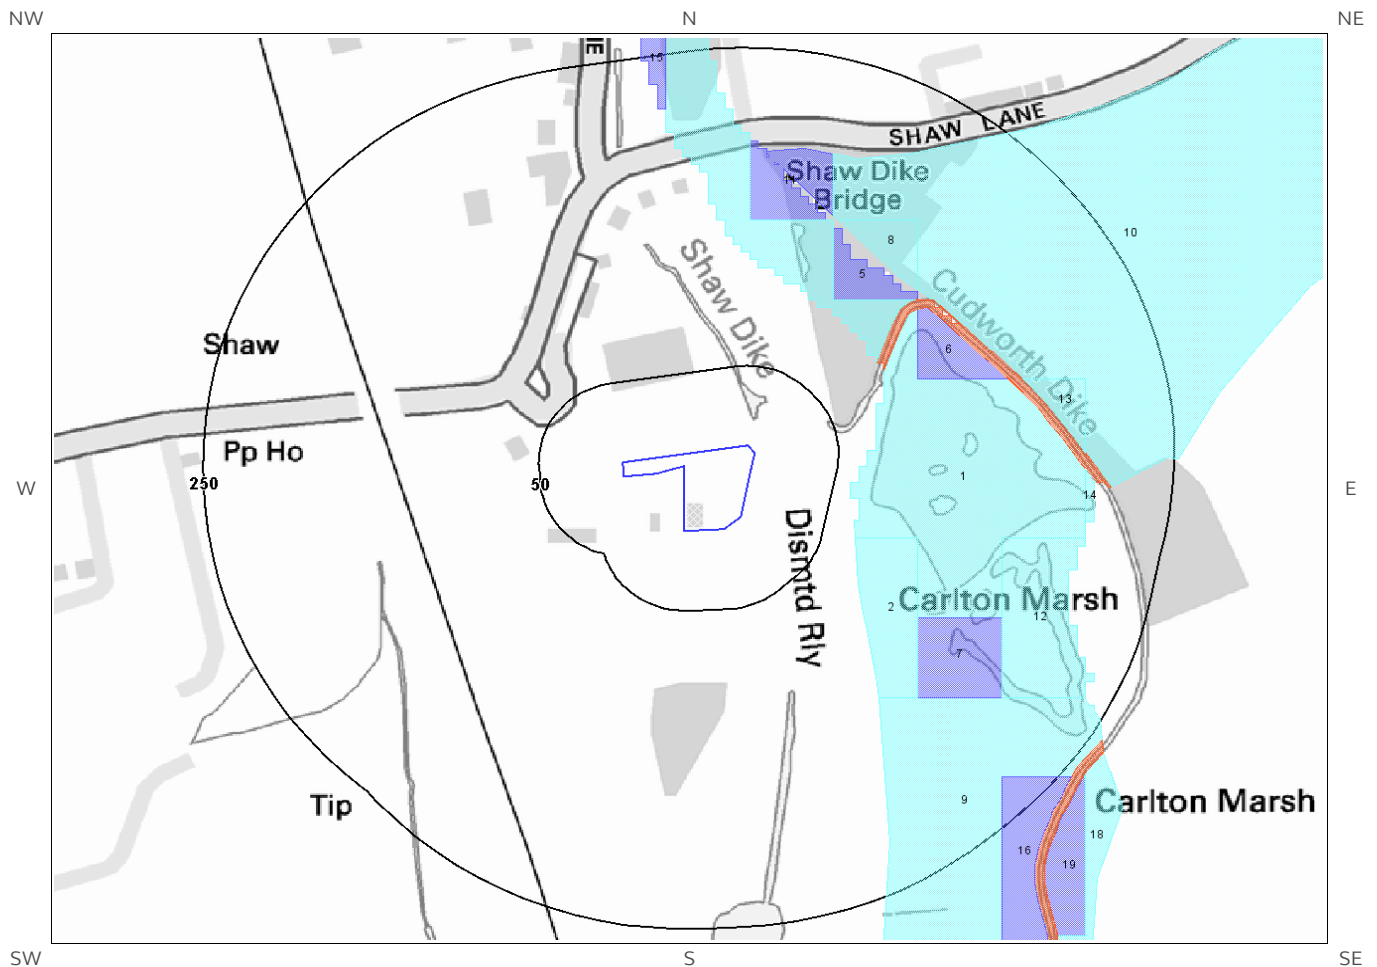 NW
N
NE
15
SHAW LANE
Shaw Dike
Bridge
8
10
5
Shaw Dike
Cudworth Dike
Shaw
6
13
Pp Ho
250
50
1
14
W
E
Dismtd Rly
Carlton Marsh
2
12
7
9
Carlton Marsh
Tip
18
16
19
SW
S
SE